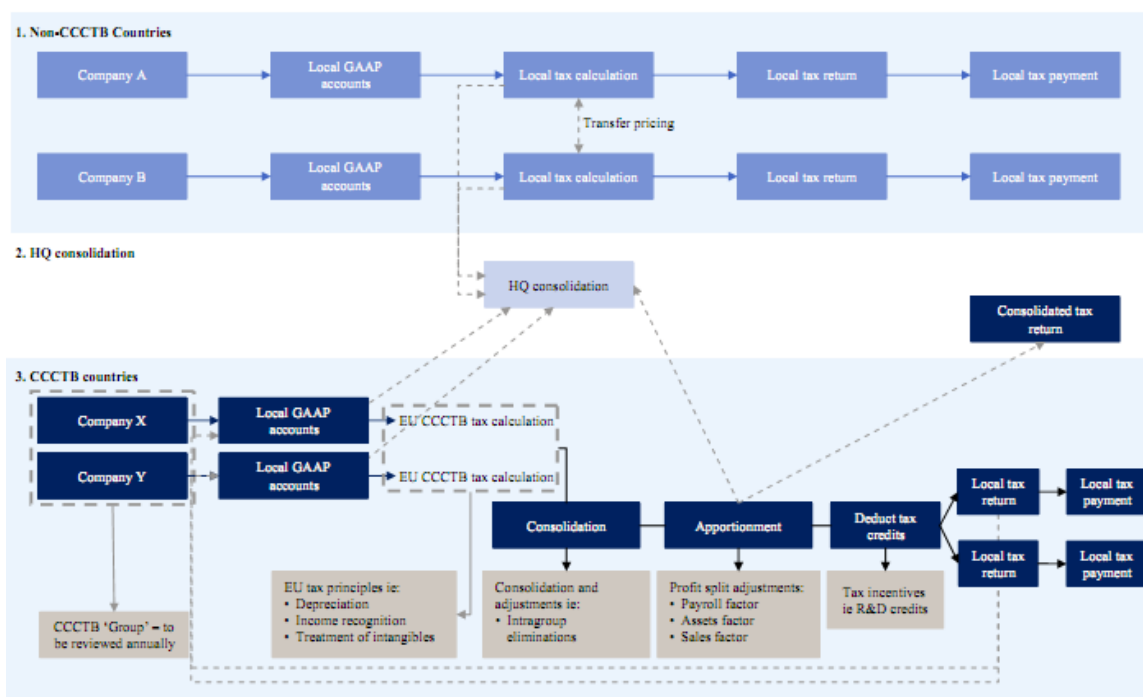 1. Non-CCCTB Countries
Company A
Local GAAP
accounts
Local tax calculation
Local tax return
Local tax payment
Transfer pricing
Company B
Local GAAP
accounts
Local tax calculation
Local tax return
Local tax payment
2. HQ consolidation
HQ consolidation
Consolidated tax
return
3. CCCTB countries
Company X
Local GAAP
accounts
EU CCCTB tax calculation
Company Y
Local GAAP
accounts
EU CCCTB tax calculation
Consolidation
Apportionment
Deduct tax
credits
Local tax
return
Local tax
payment
Local tax
return
Local tax
payment
CCCTB ‘Group’ – to
be reviewed annually
EU tax principles ie:
• Depreciation
• Income recognition
• Treatment of intangibles
Consolidation and
adjustments ie:
• Intragroup
eliminations
Profit split adjustments:
• Payroll factor
• Assets factor
• Sales factor
Tax incentives
ie R&D credits